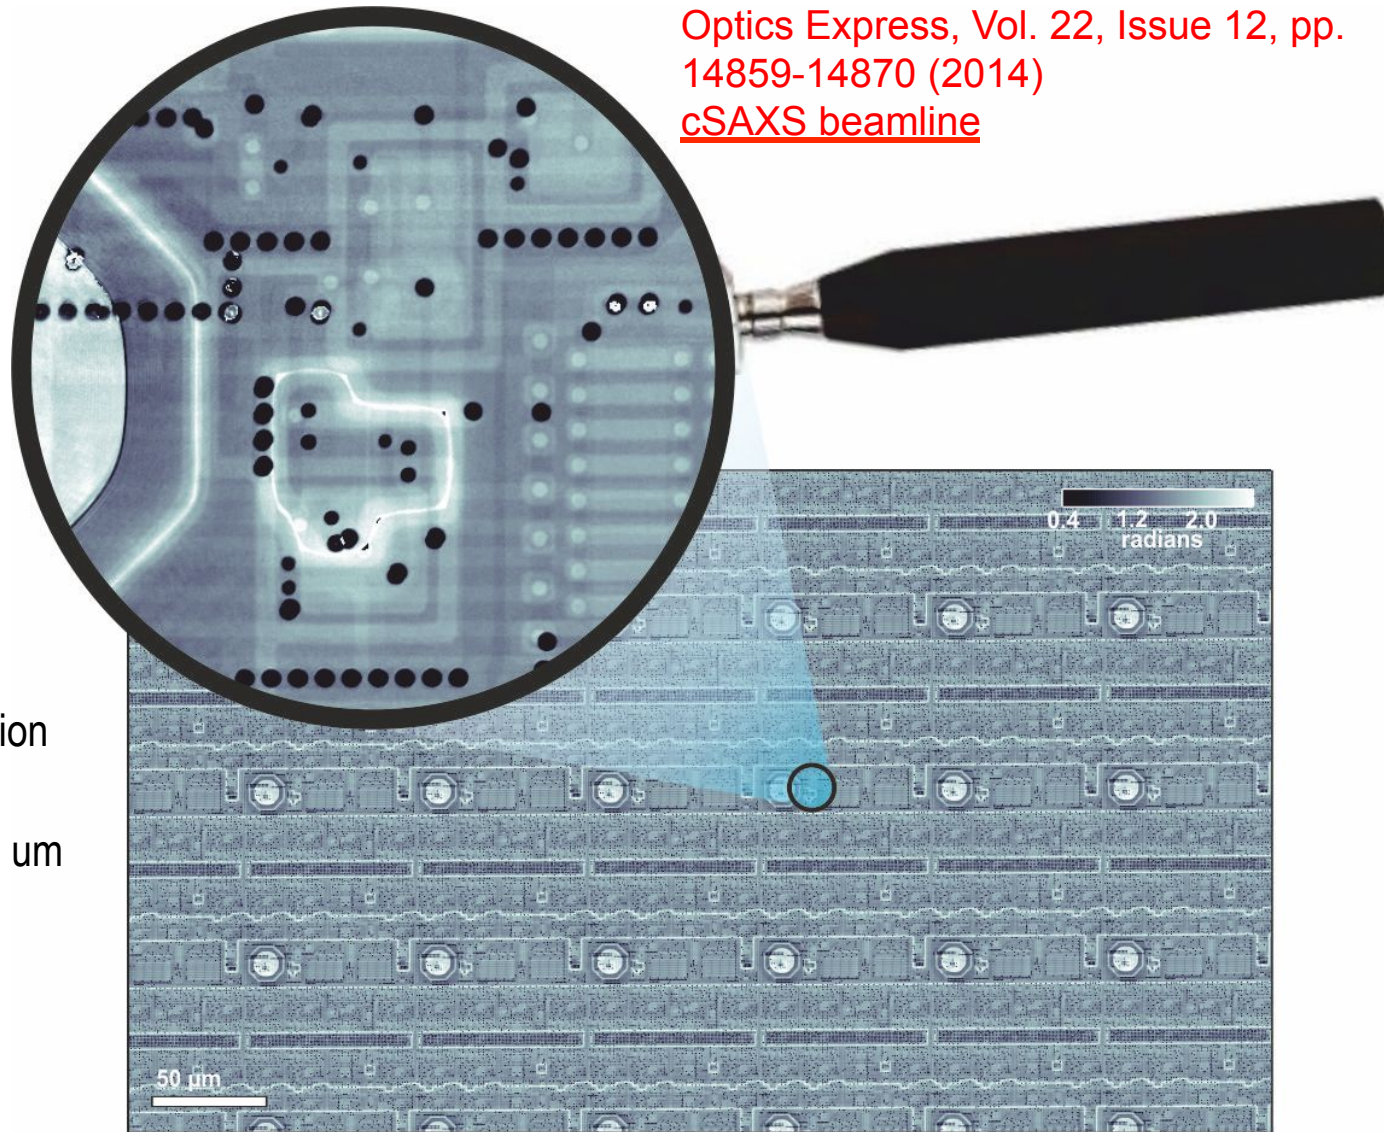 Optics Express, Vol. 22, Issue 12, pp.
14859-14870 (2014)
cSAXS beamline
0.4 1.2 2.0
radians
ion
um
50 µm